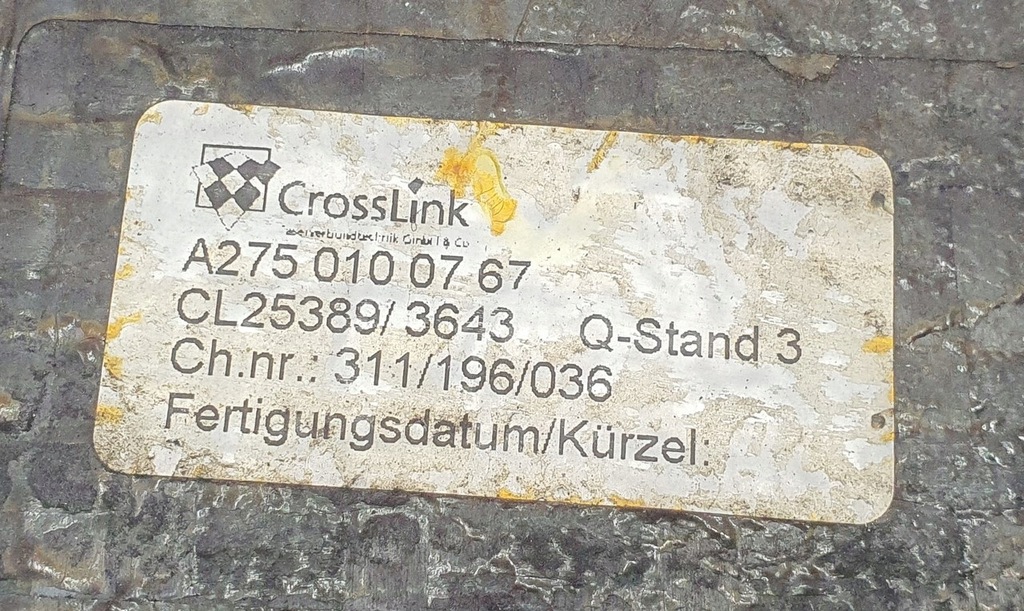 CrossLink
A275 010 07 67
CL25389/ 3643 Q-Stand 3
Ch.nr.: 311/196/036
Fertigungsdatum/Kürzel: